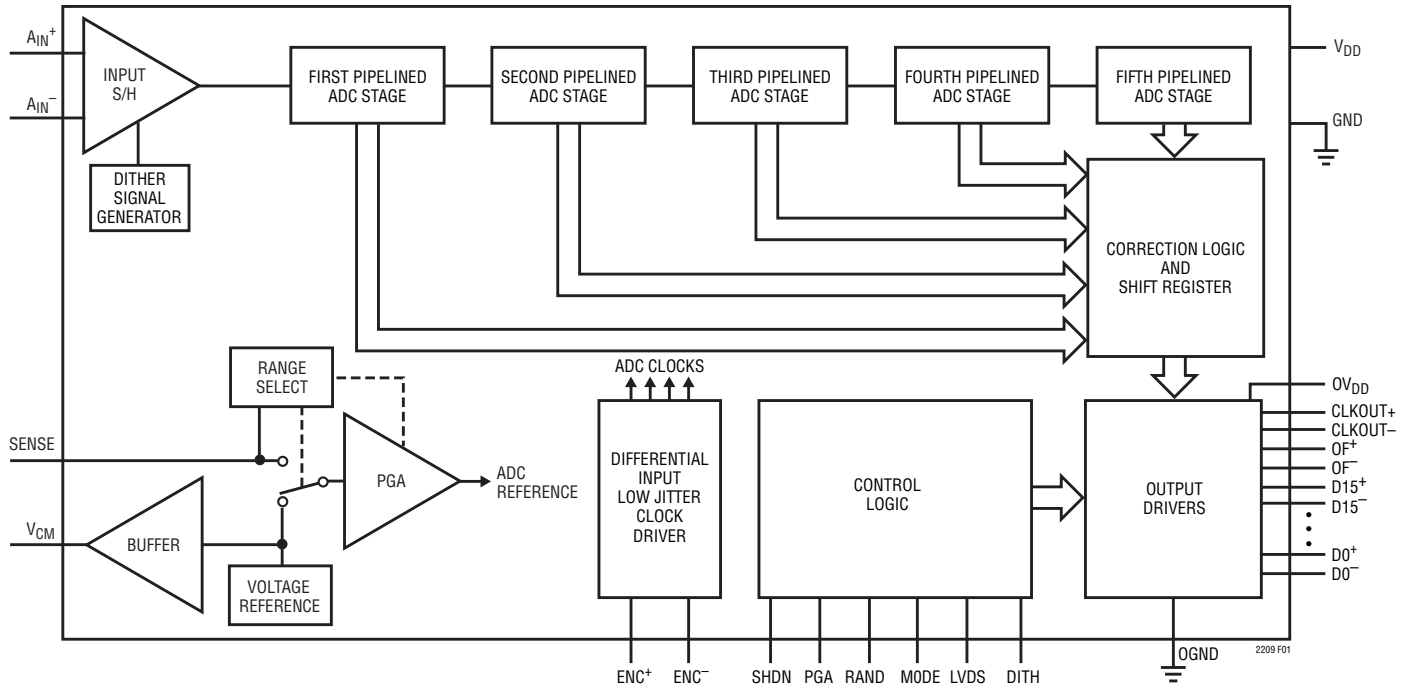 AIN+
AIN−
INPUT
S/H
DITHER
SIGNAL
GENERATOR
FIRST PIPELINED
ADC STAGE
SECOND PIPELINED
ADC STAGE
THIRD PIPELINED
ADC STAGE
FOURTH PIPELINED
ADC STAGE
FIFTH PIPELINED
ADC STAGE
VDD
GND
CORRECTION LOGIC
AND
SHIFT REGISTER
RANGE
SELECT
SENSE
PGA
ADC
REFERENCE
VCM
BUFFER
VOLTAGE
REFERENCE
ADC CLOCKS
DIFFERENTIAL
INPUT
LOW JITTER
CLOCK
DRIVER
CONTROL
LOGIC
OUTPUT
DRIVERS
OVDD
CLKOUT+
CLKOUT−
OF+
OF−
D15+
D15−
D0+
D0−
ENC+
ENC−
SHDN
PGA
RAND
MODE
LVDS
DITH
OGND
2209 F01